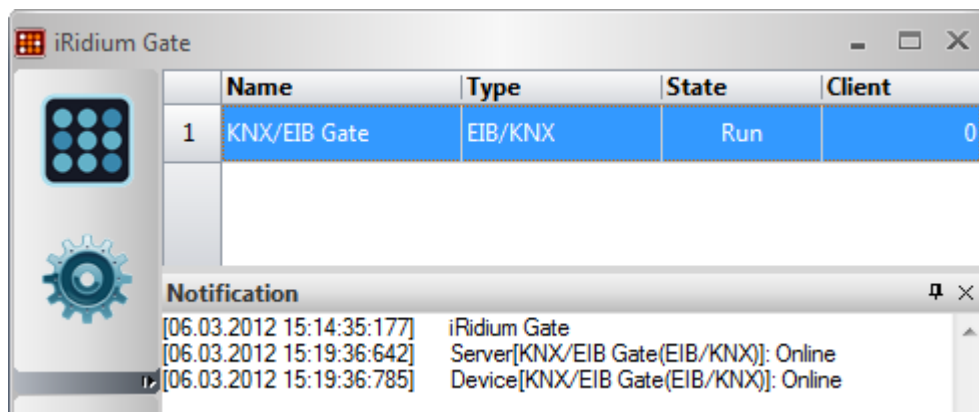 iRidium Gate
Name Type State Client
1 KNX/EIB Gate EIB/KNX Run 0
Notification
[06.03.2012 15:14:35:177] iRidium Gate
[06.03.2012 15:19:36:642] Server[KNX/EIB Gate(EIB/KNX)]: Online
[06.03.2012 15:19:36:785] Device[KNX/EIB Gate(EIB/KNX)]: Online